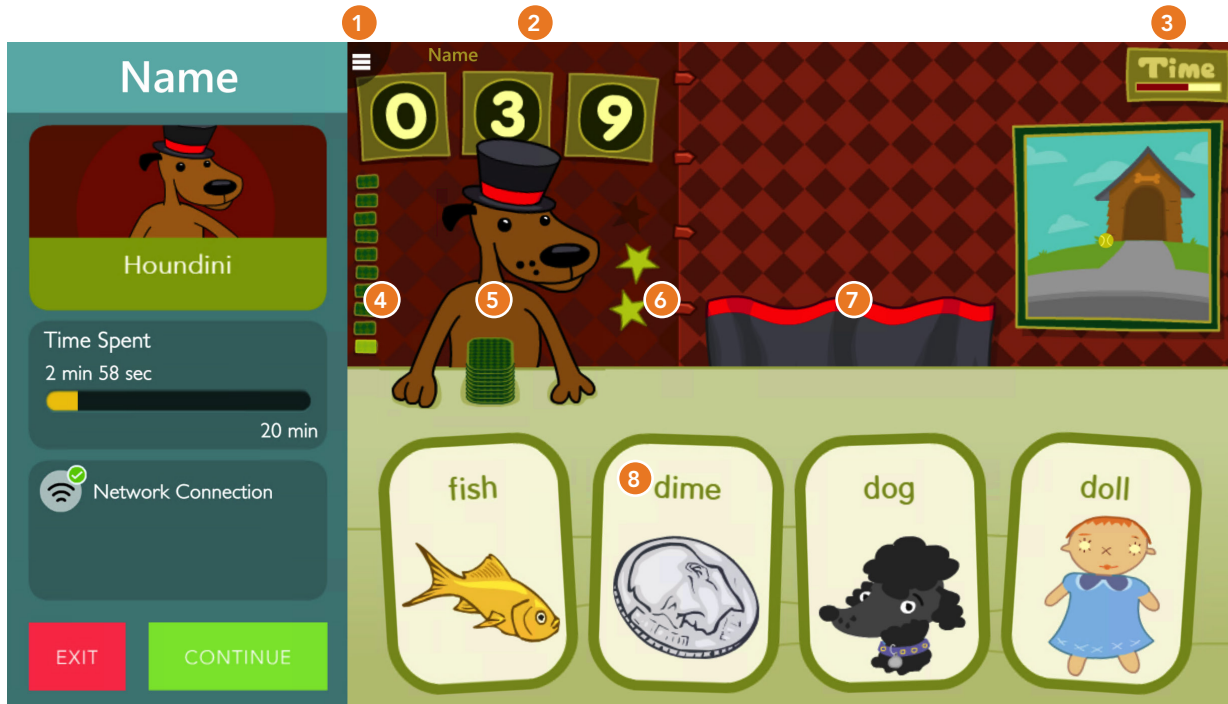 1
2
3
Name
Name
Time
0 3 9
Houndini
4
5
6
7
Time Spent
2 min 58 sec
20 min
8
fish
dime
dog
doll
Network Connection
EXIT
CONTINUE